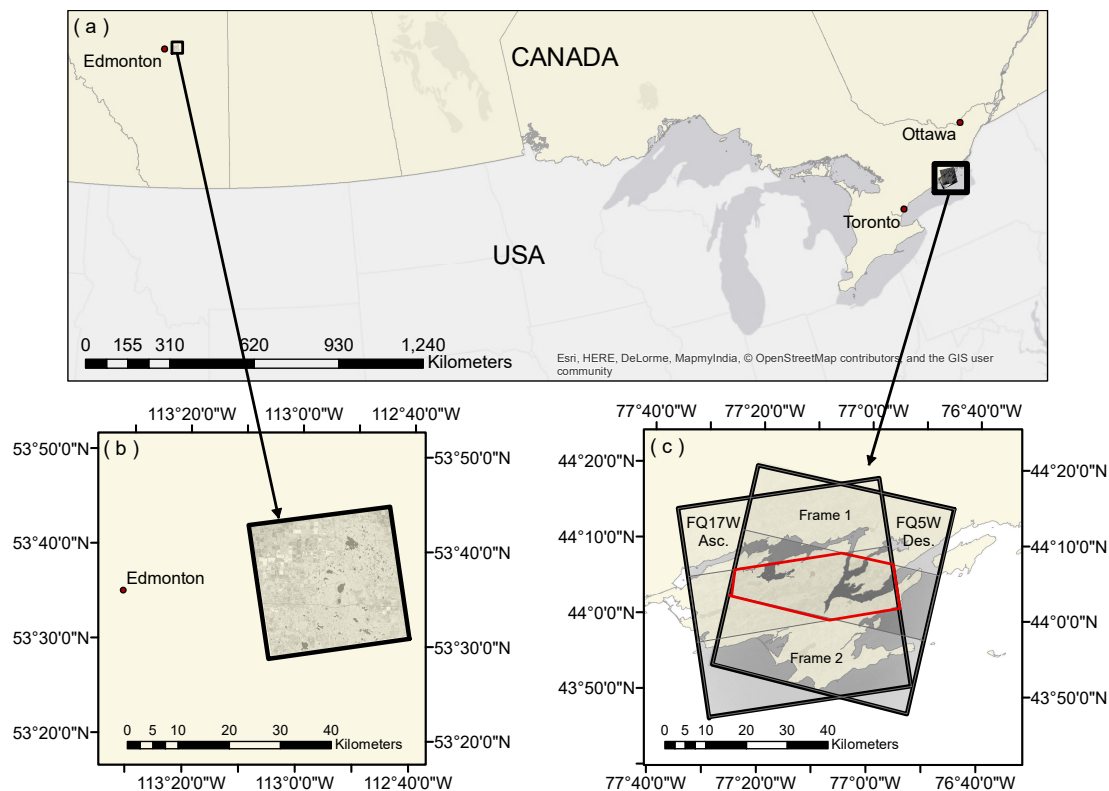 ( a )
Edmonton
CANADA
Ottawa
Toronto
USA
0 155 310 620 930 1,240
Kilometers
Esri, HERE, DeLorme, MapmyIndia, © OpenStreetMap contributors, and the GIS user
community
113°20'0"W 113°0'0"W 112°40'0"W
( b )
53°50'0"N 53°50'0"N
53°40'0"N 53°40'0"N
Edmonton
53°30'0"N 53°30'0"N
53°20'0"N 53°20'0"N
0 5 10 20 30 40
Kilometers
113°20'0"W 113°0'0"W 112°40'0"W
77°40'0"W 77°20'0"W 77°0'0"W 76°40'0"W
( c )
44°20'0"N 44°20'0"N
FQ17W
Asc.
Frame 1
FQ5W
Des.
44°10'0"N 44°10'0"N
44°0'0"N 44°0'0"N
Frame 2
43°50'0"N 43°50'0"N
0 5 10 20 30 40
Kilometers
77°40'0"W 77°20'0"W 77°0'0"W 76°40'0"W